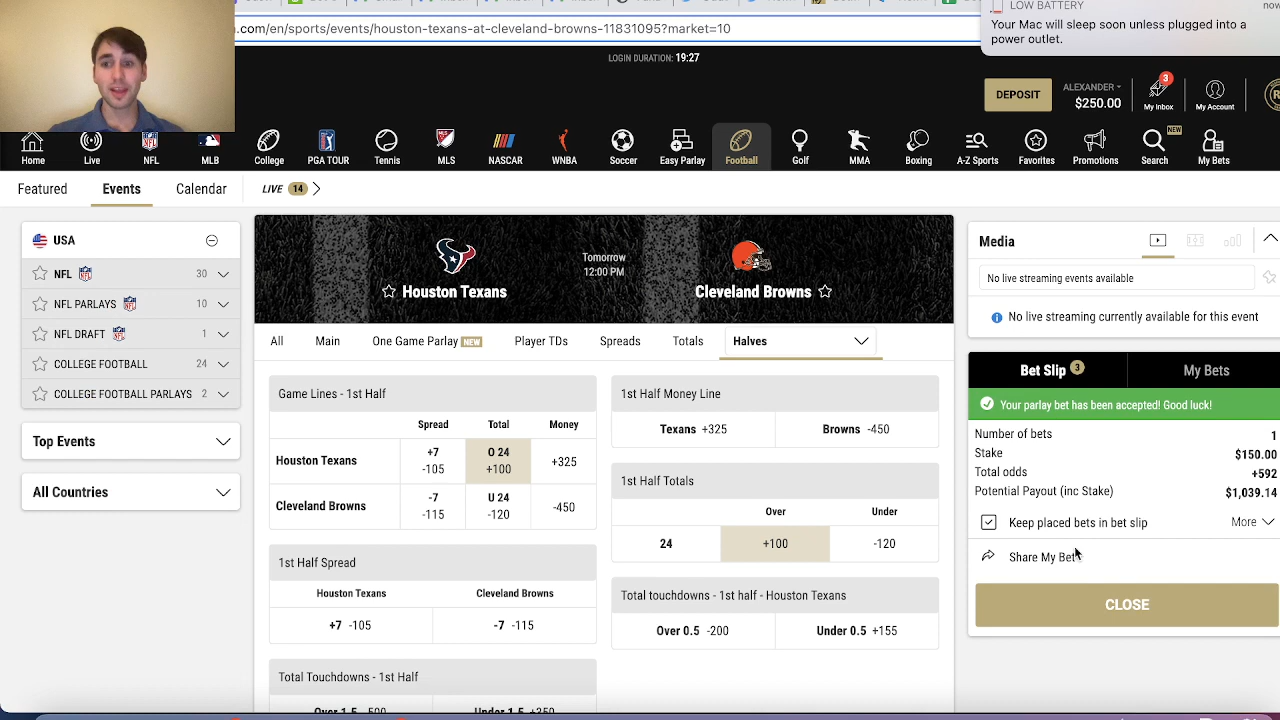 LOW BATTERY
now
Your Mac will sleep soon unless plugged into a
power outlet.
.com/en/sports/events/houston-texans-at-cleveland-browns-11831095?market=10
LOGIN DURATION: 19:27
DEPOSIT
ALEXANDER
$250.00
3
My Inbox
My Account
Home
Live
NFL
MLB
College
PGA TOUR
Tennis
MLS
NASCAR
WNBA
Soccer
Easy Parlay
Football
Golf
MMA
Boxing
A-Z Sports
Favorites
Promotions
NEW
Search
My Bets
Featured
Events
Calendar
LIVE 14
USA
NFL 30
NFL PARLAYS 10
NFL DRAFT 1
COLLEGE FOOTBALL 24
COLLEGE FOOTBALL PARLAYS 2
Top Events
All Countries
Tomorrow
12:00 PM
Houston Texans
Cleveland Browns
All
Main
One Game Parlay NEW
Player TDs
Spreads
Totals
Halves
Game Lines - 1st Half
Spread Total Money
Houston Texans
+7
-105
O 24
+100
+325
Cleveland Browns
-7
-115
U 24
-120
-450
1st Half Spread
Houston Texans Cleveland Browns
+7 -105 -7 -115
Total Touchdowns - 1st Half
Over 1.5 -500 Under 1.5 +350
1st Half Money Line
Texans +325 Browns -450
1st Half Totals
Over Under
24 +100 -120
Total touchdowns - 1st half - Houston Texans
Over 0.5 -200 Under 0.5 +155
Media
No live streaming events available
No live streaming currently available for this event
Bet Slip 3
My Bets
Your parlay bet has been accepted! Good luck!
Number of bets 1
Stake $150.00
Total odds +592
Potential Payout (inc Stake) $1,039.14
Keep placed bets in bet slip
More
Share My Bets
CLOSE